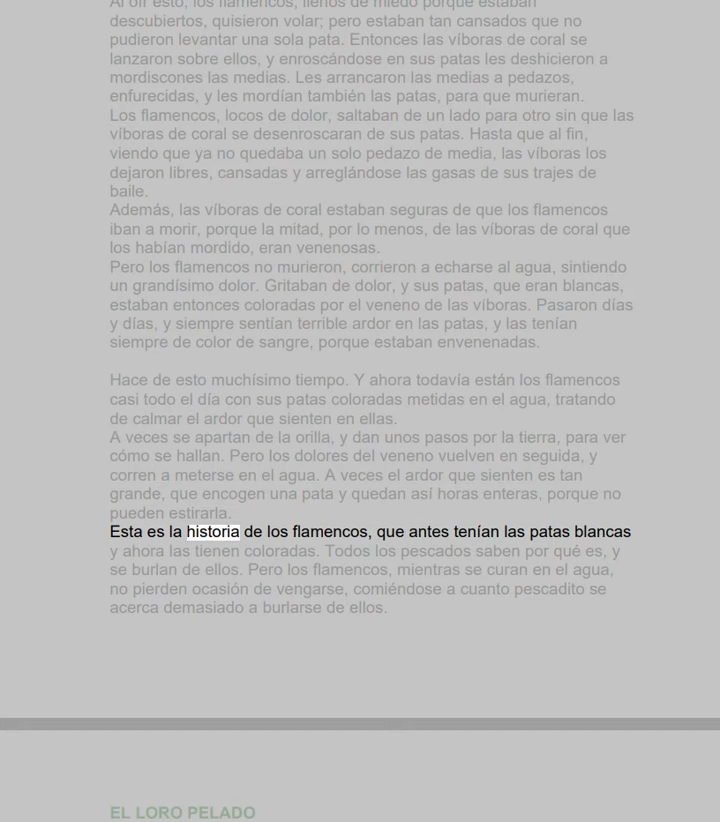 Al oír esto, los flamencos, llenos de miedo porque estaban
descubiertos, quisieron volar; pero estaban tan cansados que no
pudieron levantar una sola pata. Entonces las víboras de coral se
lanzaron sobre ellos, y enroscándose en sus patas les deshicieron a
mordiscones las medias. Les arrancaron las medias a pedazos,
enfurecidas, y les mordían también las patas, para que murieran.
Los flamencos, locos de dolor, saltaban de un lado para otro sin que las
víboras de coral se desenroscaran de sus patas. Hasta que al fin,
viendo que ya no quedaba un solo pedazo de media, las víboras los
dejaron libres, cansadas y arreglándose las gasas de sus trajes de
baile.
Además, las víboras de coral estaban seguras de que los flamencos
iban a morir, porque la mitad, por lo menos, de las víboras de coral que
los habían mordido, eran venenosas.
Pero los flamencos no murieron, corrieron a echarse al agua, sintiendo
un grandísimo dolor. Gritaban de dolor, y sus patas, que eran blancas,
estaban entonces coloradas por el veneno de las víboras. Pasaron días
y días, y siempre sentían terrible ardor en las patas, y las tenían
siempre de color de sangre, porque estaban envenenadas.
Hace de esto muchísimo tiempo. Y ahora todavía están los flamencos
casi todo el día con sus patas coloradas metidas en el agua, tratando
de calmar el ardor que sienten en ellas.
A veces se apartan de la orilla, y dan unos pasos por la tierra, para ver
cómo se hallan. Pero los dolores del veneno vuelven en seguida, y
corren a meterse en el agua. A veces el ardor que sienten es tan
grande, que encogen una pata y quedan así horas enteras, porque no
pueden estirarla.
Esta es la historia de los flamencos, que antes tenían las patas blancas
y ahora las tienen coloradas. Todos los pescados saben por qué es, y
se burlan de ellos. Pero los flamencos, mientras se curan en el agua,
no pierden ocasión de vengarse, comiéndose a cuanto pescadito se
acerca demasiado a burlarse de ellos.
EL LORO PELADO